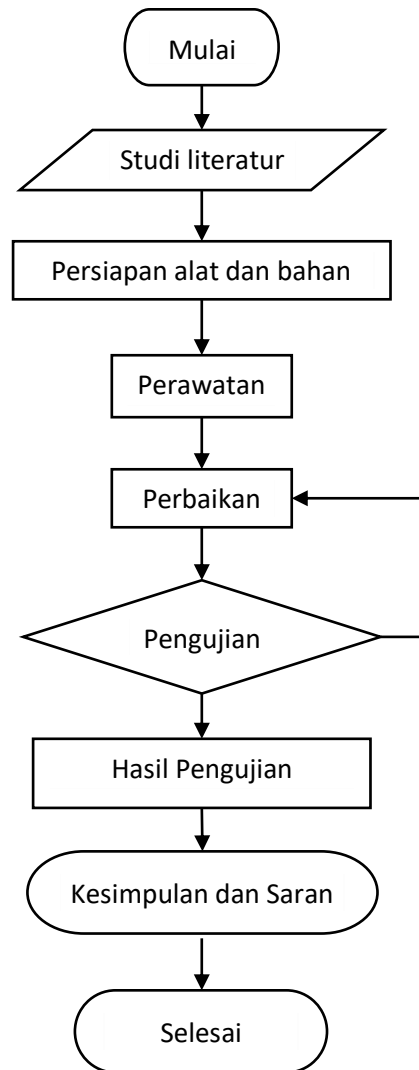 Mulai
Studi literatur
Persiapan alat dan bahan
Perawatan
Perbaikan
Pengujian
Hasil Pengujian
Kesimpulan dan Saran
Selesai